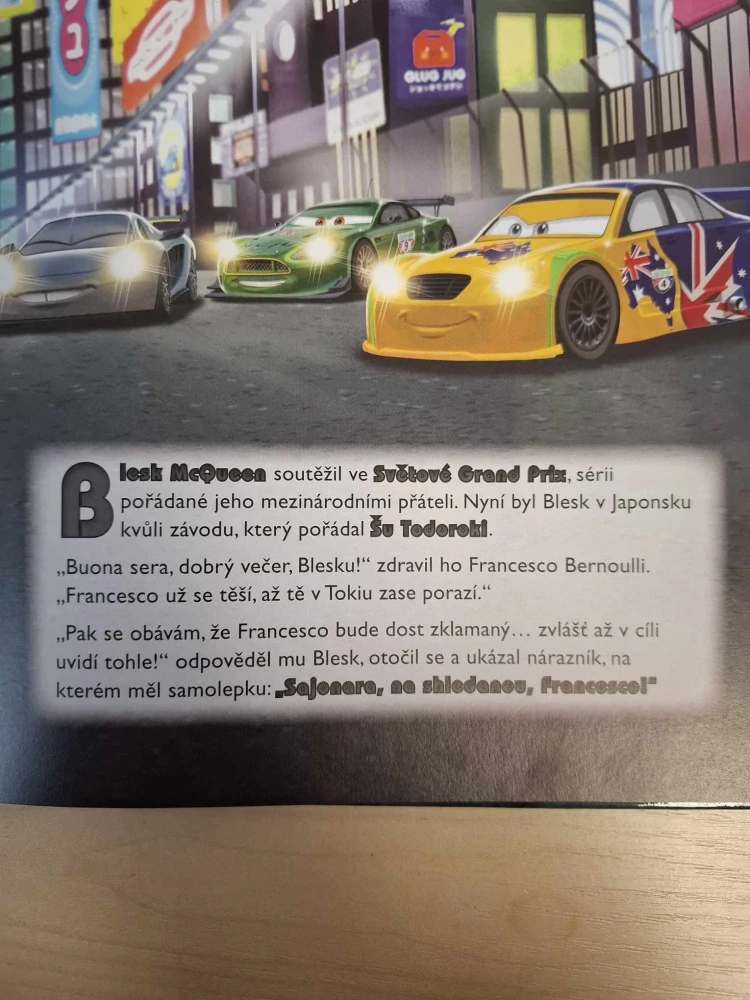 GLUG JUG
Blesk McQueen soutěžil ve Světové Grand Prix, sérii
pořádané jeho mezinárodními přáteli. Nyní byl Blesk v Japonsku
kvůli závodu, který pořádal Šu Todoroki.
„Buona sera, dobrý večer, Blesku!“ zdravil ho Francesco Bernoulli.
„Francesco už se těší, až tě v Tokiu zase porazí.“
„Pak se obávám, že Francesco bude dost zklamaný… zvlášť až v cíli
uvidí tohle!“ odpověděl mu Blesk, otočil se a ukázal nárazník, na
kterém měl samolepku: „Sajonara, na shledanou, Francesco!“